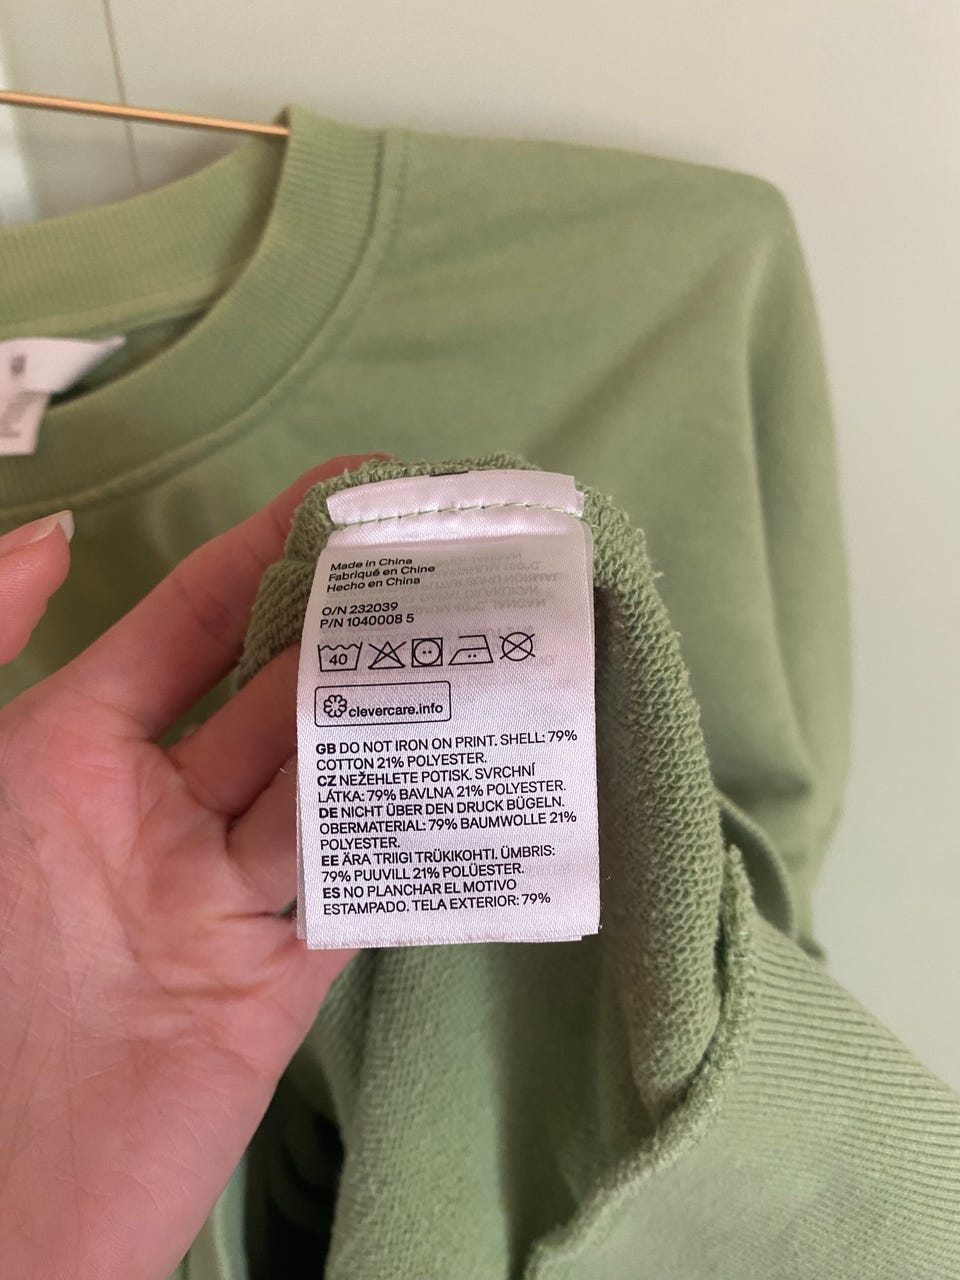 Made in China
Fabriqué en Chine
Hecho en China
O/N 232039
P/N 1040008 5
40
clevercare.info
GB DO NOT IRON ON PRINT. SHELL: 79%
COTTON 21% POLYESTER.
CZ NEŽEHLETE POTISK. SVRCHNÍ
LÁTKA: 79% BAVLNA 21% POLYESTER.
DE NICHT ÜBER DEN DRUCK BÜGELN.
OBERMATERIAL: 79% BAUMWOLLE 21%
POLYESTER.
EE ÄRA TRIIGI TRÜKIKOHTI. ÜMBRIS:
79% PUUVILL 21% POLÜESTER.
ES NO PLANCHAR EL MOTIVO
ESTAMPADO. TELA EXTERIOR: 79%